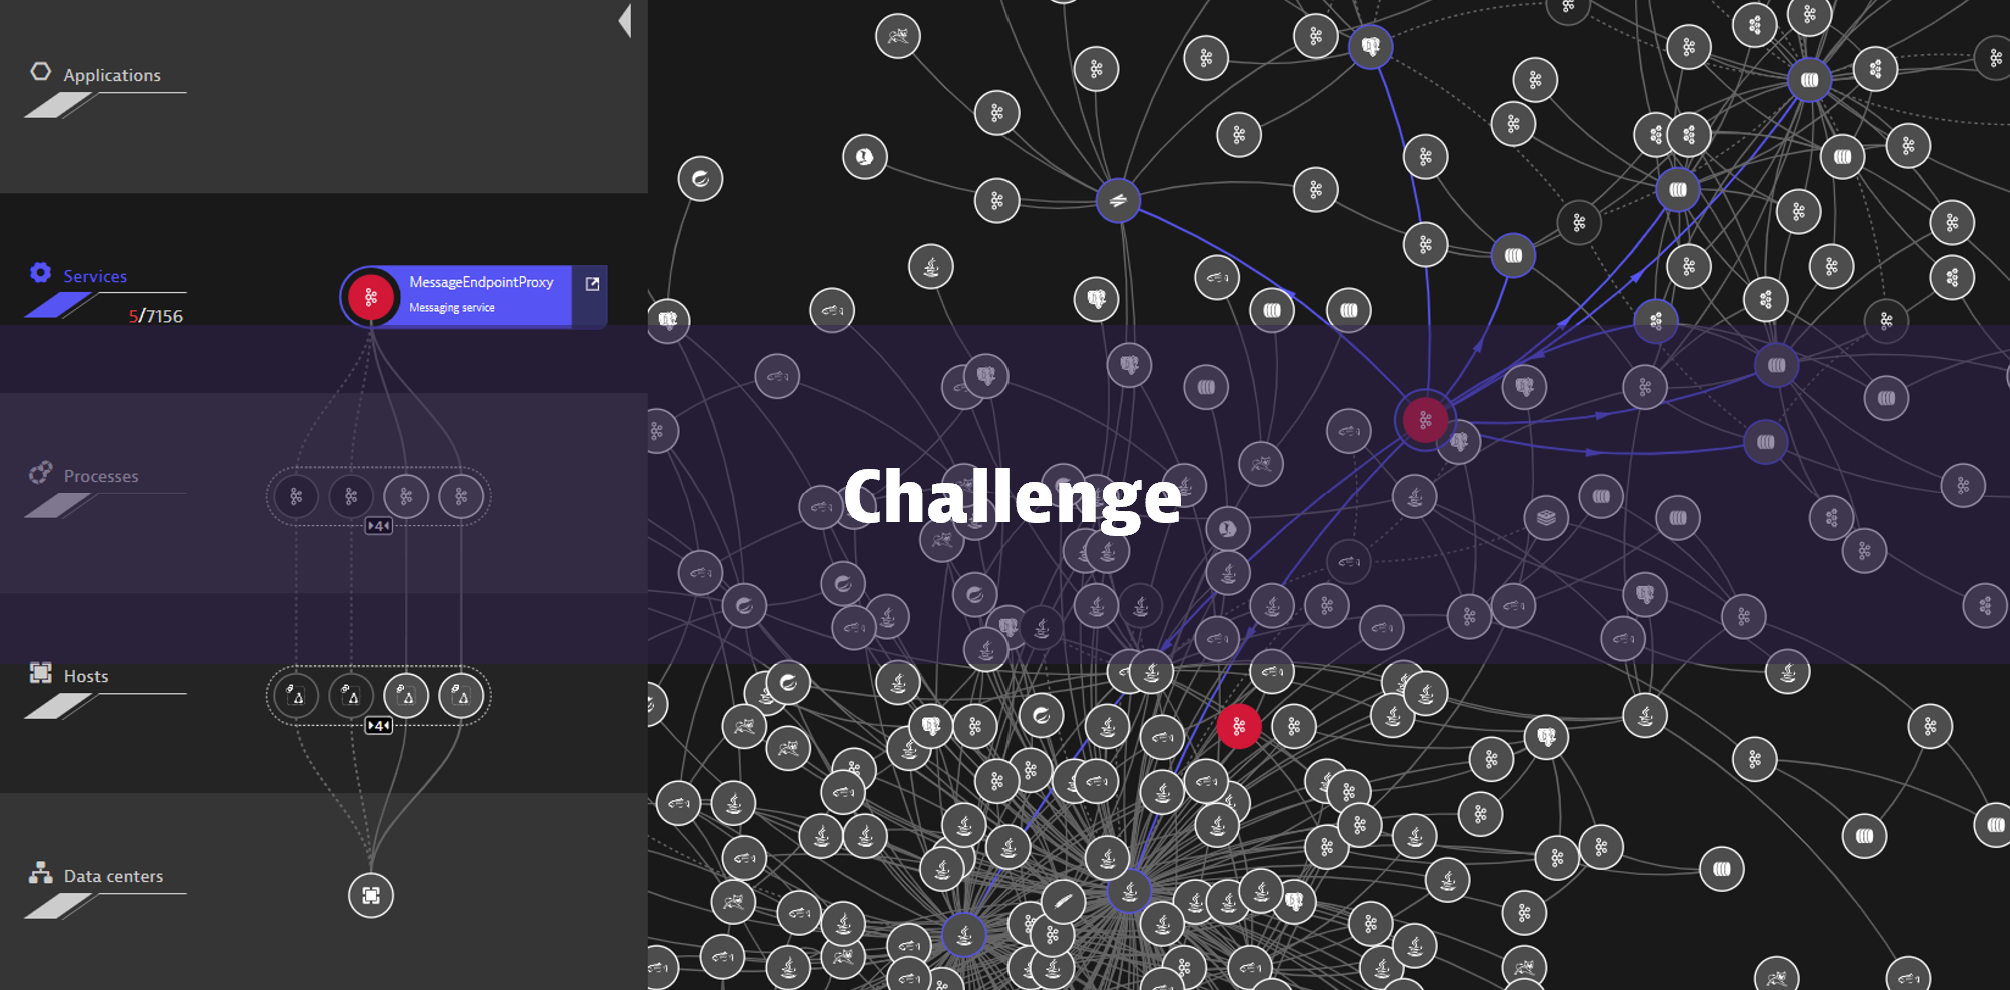 Applications
Services
5/7156
MessageEndpointProxy
Messaging service
Challenge
Processes
4
Hosts
4
Data centers